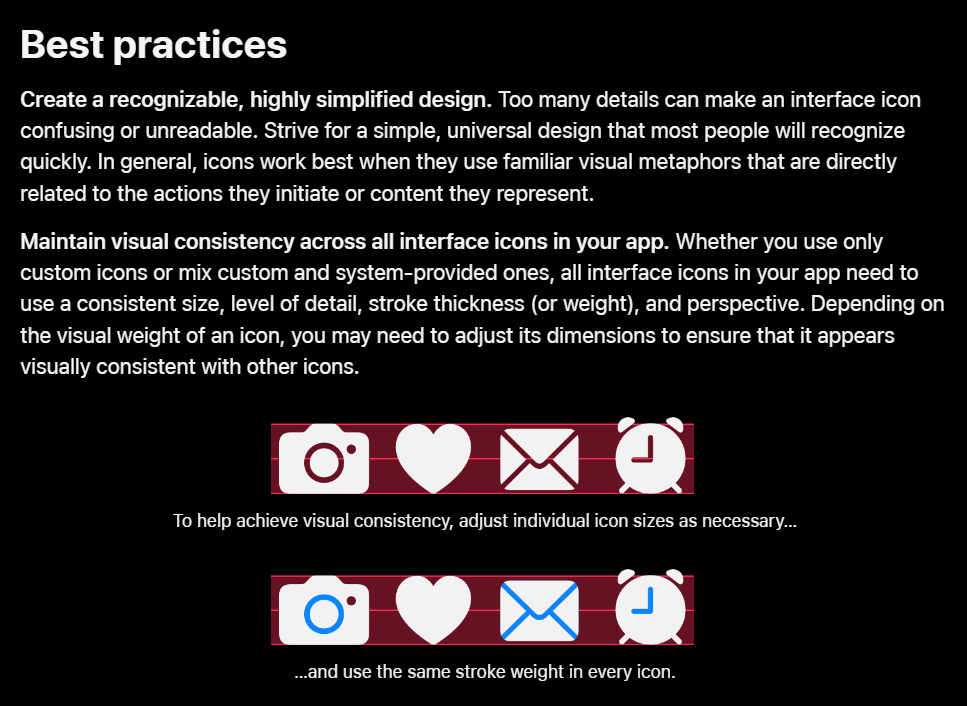 Best practices
Create a recognizable, highly simplified design. Too many details can make an interface icon
confusing or unreadable. Strive for a simple, universal design that most people will recognize
quickly. In general, icons work best when they use familiar visual metaphors that are directly
related to the actions they initiate or content they represent.
Maintain visual consistency across all interface icons in your app. Whether you use only
custom icons or mix custom and system-provided ones, all interface icons in your app need to
use a consistent size, level of detail, stroke thickness (or weight), and perspective. Depending on
the visual weight of an icon, you may need to adjust its dimensions to ensure that it appears
visually consistent with other icons.
To help achieve visual consistency, adjust individual icon sizes as necessary...
...and use the same stroke weight in every icon.